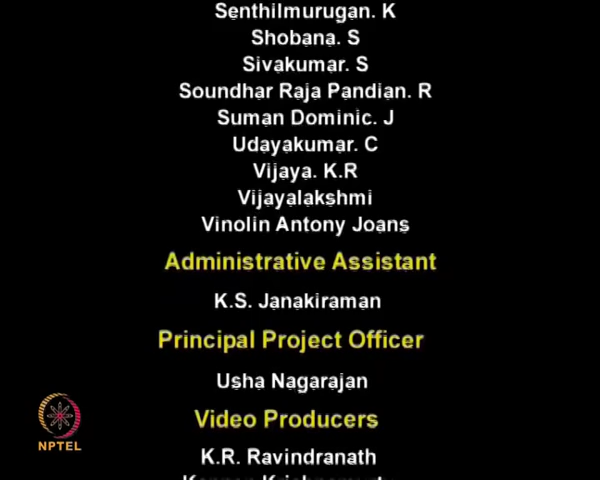 Senthilmurugan. K
Shobana. S
Sivakumar. S
Soundhar Raja Pandian. R
Suman Dominic. J
Udayakumar. C
Vijaya. K.R
Vijayalakshmi
Vinolin Antony Joans
Administrative Assistant
K.S. Janakiraman
Principal Project Officer
Usha Nagarajan
Video Producers
K.R. Ravindranath
NPTEL